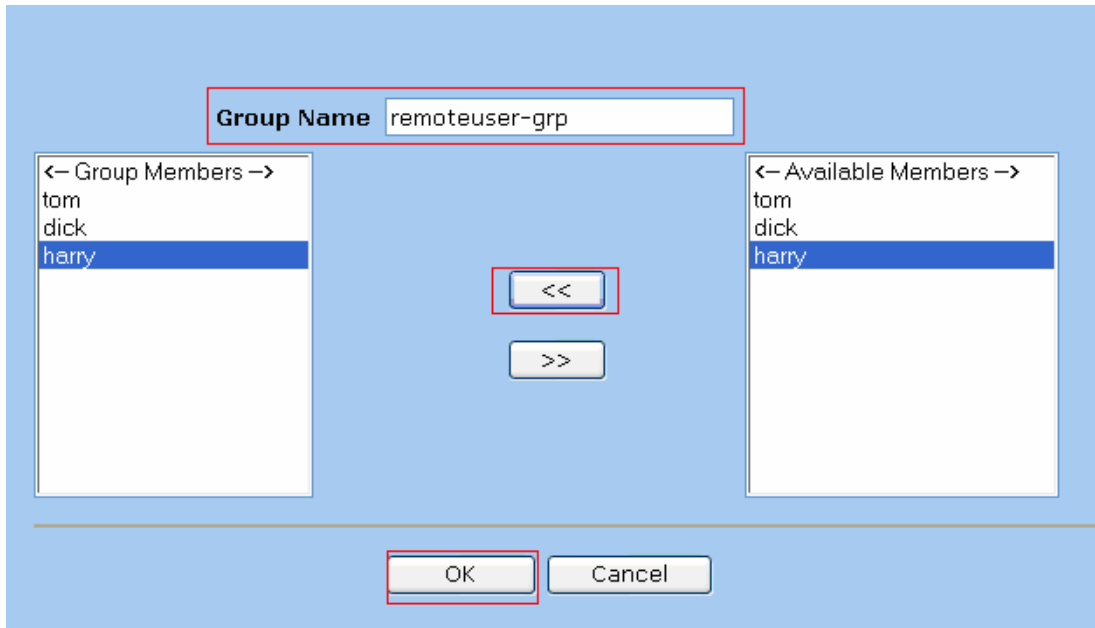 Group Name remoteuser-grp
<– Group Members –>
tom
dick
harry
<<
>>
<– Available Members –>
tom
dick
harry
OK
Cancel